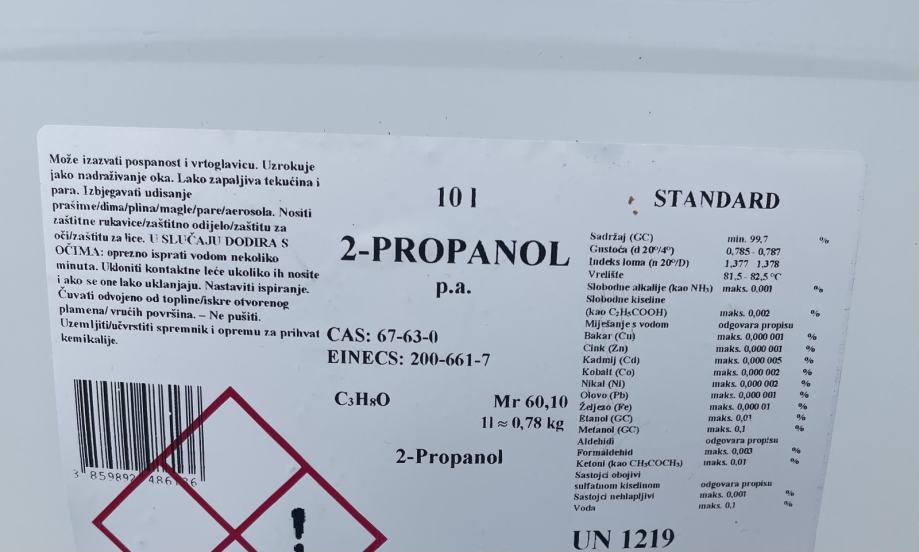 Može izazvati pospanost i vrtoglavicu. Uzrokuje
jako nadraživanje oka. Lako zapaljiva tekućina i
para. Izbjegavati udisanje
prašine/dima/plina/magle/pare/aerosola. Nositi
zaštitne rukavice/zaštitno odijelo/zaštitu za
oči/zaštitu za lice. U SLUČAJU DODIRA S
OČIMA: oprezno isprati vodom nekoliko
minuta. Ukloniti kontaktne leće ukoliko ih nosite
i ako se one lako uklanjaju. Nastaviti ispiranje.
Čuvati odvojeno od topline/iskre otvorenog
plamena/ vrućih površina. – Ne pušiti.
Uzemljiti/učvrstiti spremnik i opremu za prihvat
kemikalije.
10 l
2-PROPANOL
p.a.
CAS: 67-63-0
EINECS: 200-661-7
C₃H₈O Mr 60,10
1l ≈ 0,78 kg
2-Propanol
STANDARD
Sadržaj (GC) min. 99,7 %
Gustoća (d 20⁰/4⁰) 0,785 - 0,787
Indeks loma (n 20⁰/D) 1,377 1,378
Vrelište 81,5 - 82,5 °C
Slobodne alkalije (kao NH₃) maks. 0,001 %
Slobodne kiseline
(kao C₂H₅COOH) maks. 0,002 %
Miješanje s vodom odgovara propisu
Bakar (Cu) maks. 0,000 001 %
Cink (Zn) maks. 0,000 001 %
Kadmij (Cd) maks. 0,000 005 %
Kobalt (Co) maks. 0,000 002 %
Nikal (Ni) maks. 0,000 002 %
Olovo (Pb) maks. 0,000 001 %
Željezo (Fe) maks. 0,000 01 %
Etanol (GC) maks. 0,01 %
Metanol (GC) maks. 0,1 %
Aldehidi odgovara propisu
Formaldehid maks. 0,003 %
Ketoni (kao CH₃COCH₃) maks. 0,01 %
Sastojci obojivi
sulfatnom kiselinom odgovara propisu
Sastojci nehlapljivi maks. 0,001 %
Voda maks. 0,1 %
UN 1219